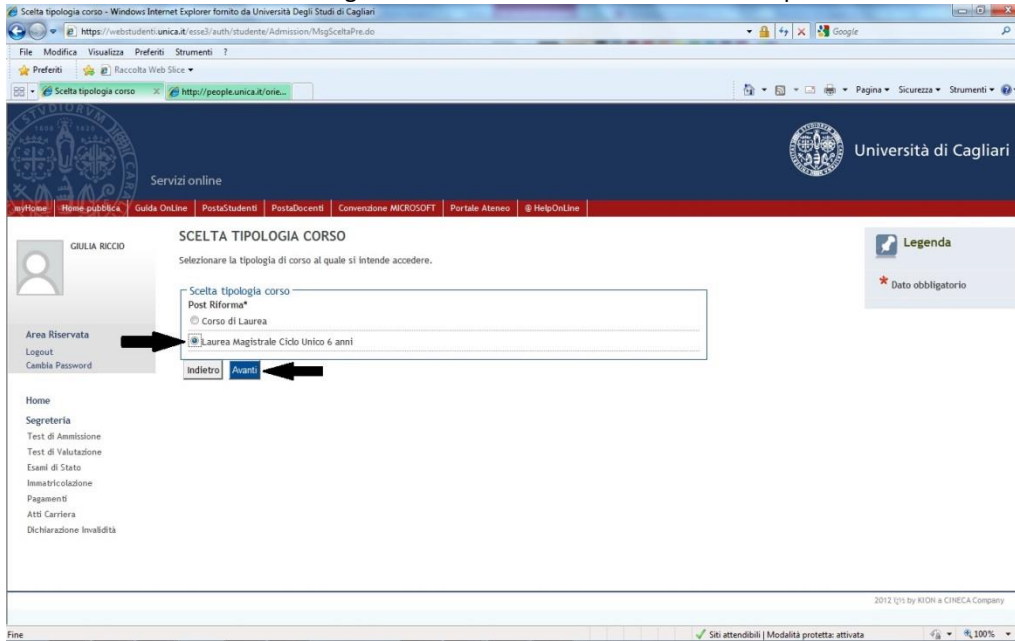 Scelta tipologia corso - Windows Internet Explorer fornito da Università Degli Studi di Cagliari
https://webstudenti.unica.it/esse3/auth/studente/Admission/MsgSceltaPre.do
Google
File Modifica Visualizza Preferiti Strumenti ?
Preferiti Raccolta Web Slice
Scelta tipologia corso
http://people.unica.it/orie...
Pagina Sicurezza Strumenti
Servizi online
Università di Cagliari
myHome Home pubblica Guida OnLine PostaStudenti PostaDocenti Convenzione MICROSOFT Portale Ateneo @ HelpOnLine
GIULIA RICCIO
SCELTA TIPOLOGIA CORSO
Selezionare la tipologia di corso al quale si intende accedere.
Legenda
* Dato obbligatorio
Scelta tipologia corso
Post Riforma*
Corso di Laurea
Laurea Magistrale Ciclo Unico 6 anni
Indietro Avanti
Area Riservata
Logout
Cambia Password
Home
Segreteria
Test di Ammissione
Test di Valutazione
Esami di Stato
Immatricolazione
Pagamenti
Atti Carriera
Dichiarazione Invalidità
2012 by KION a CINECA Company
Fine
Siti attendibili | Modalità protetta: attivata
100%